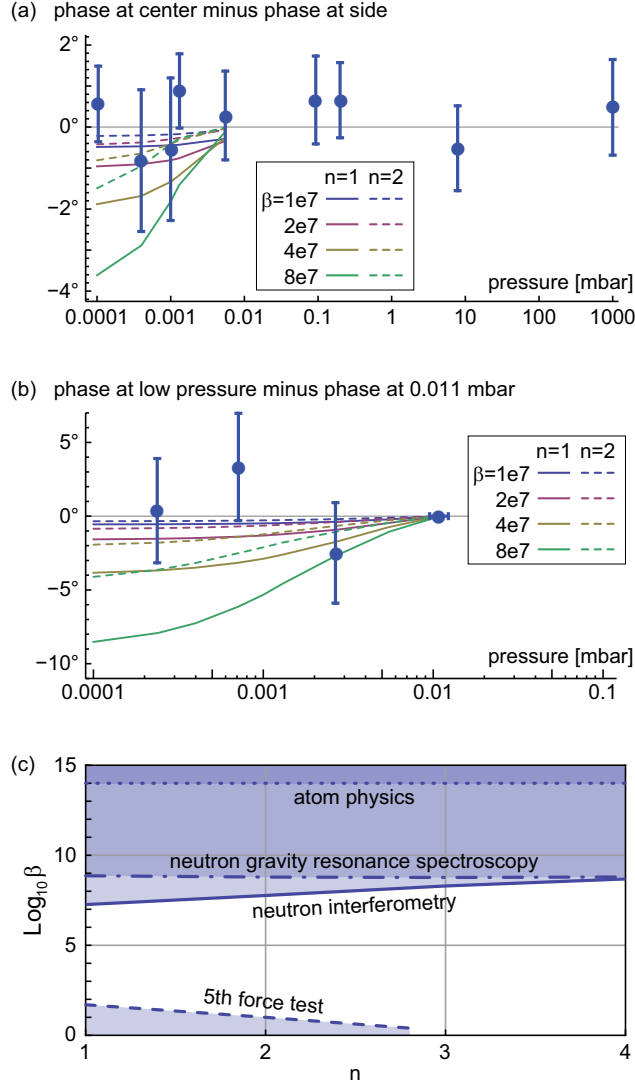 (a) phase at center minus phase at side
2°
0°
−2°
−4°
n=1 n=2
β=1e7
2e7
4e7
8e7
pressure [mbar]
0.0001 0.001 0.01 0.1 1 10 100 1000
(b) phase at low pressure minus phase at 0.011 mbar
5°
0°
−5°
−10°
n=1 n=2
β=1e7
2e7
4e7
8e7
pressure [mbar]
0.0001 0.001 0.01 0.1
(c)
15
10
5
0
Log₁₀ β
atom physics
neutron gravity resonance spectroscopy
neutron interferometry
5th force test
1 2 3 4
n